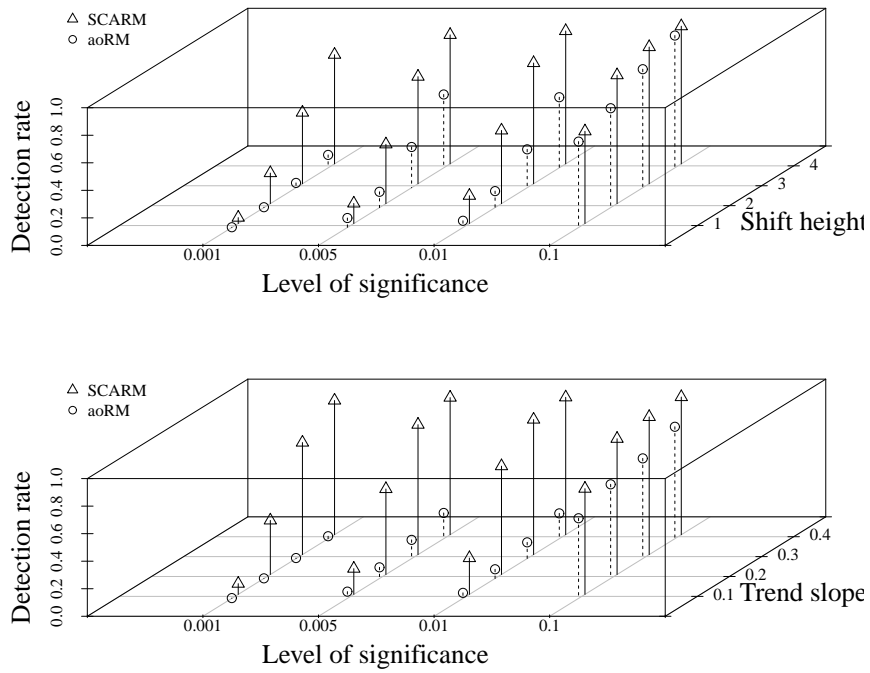 SCARM
aoRM
Detection rate
0.0 0.2 0.4 0.6 0.8 1.0
0.001 0.005 0.01 0.1
Level of significance
1 2 3 4
Shift height
SCARM
aoRM
Detection rate
0.0 0.2 0.4 0.6 0.8 1.0
0.001 0.005 0.01 0.1
Level of significance
0.1 0.2 0.3 0.4
Trend slope